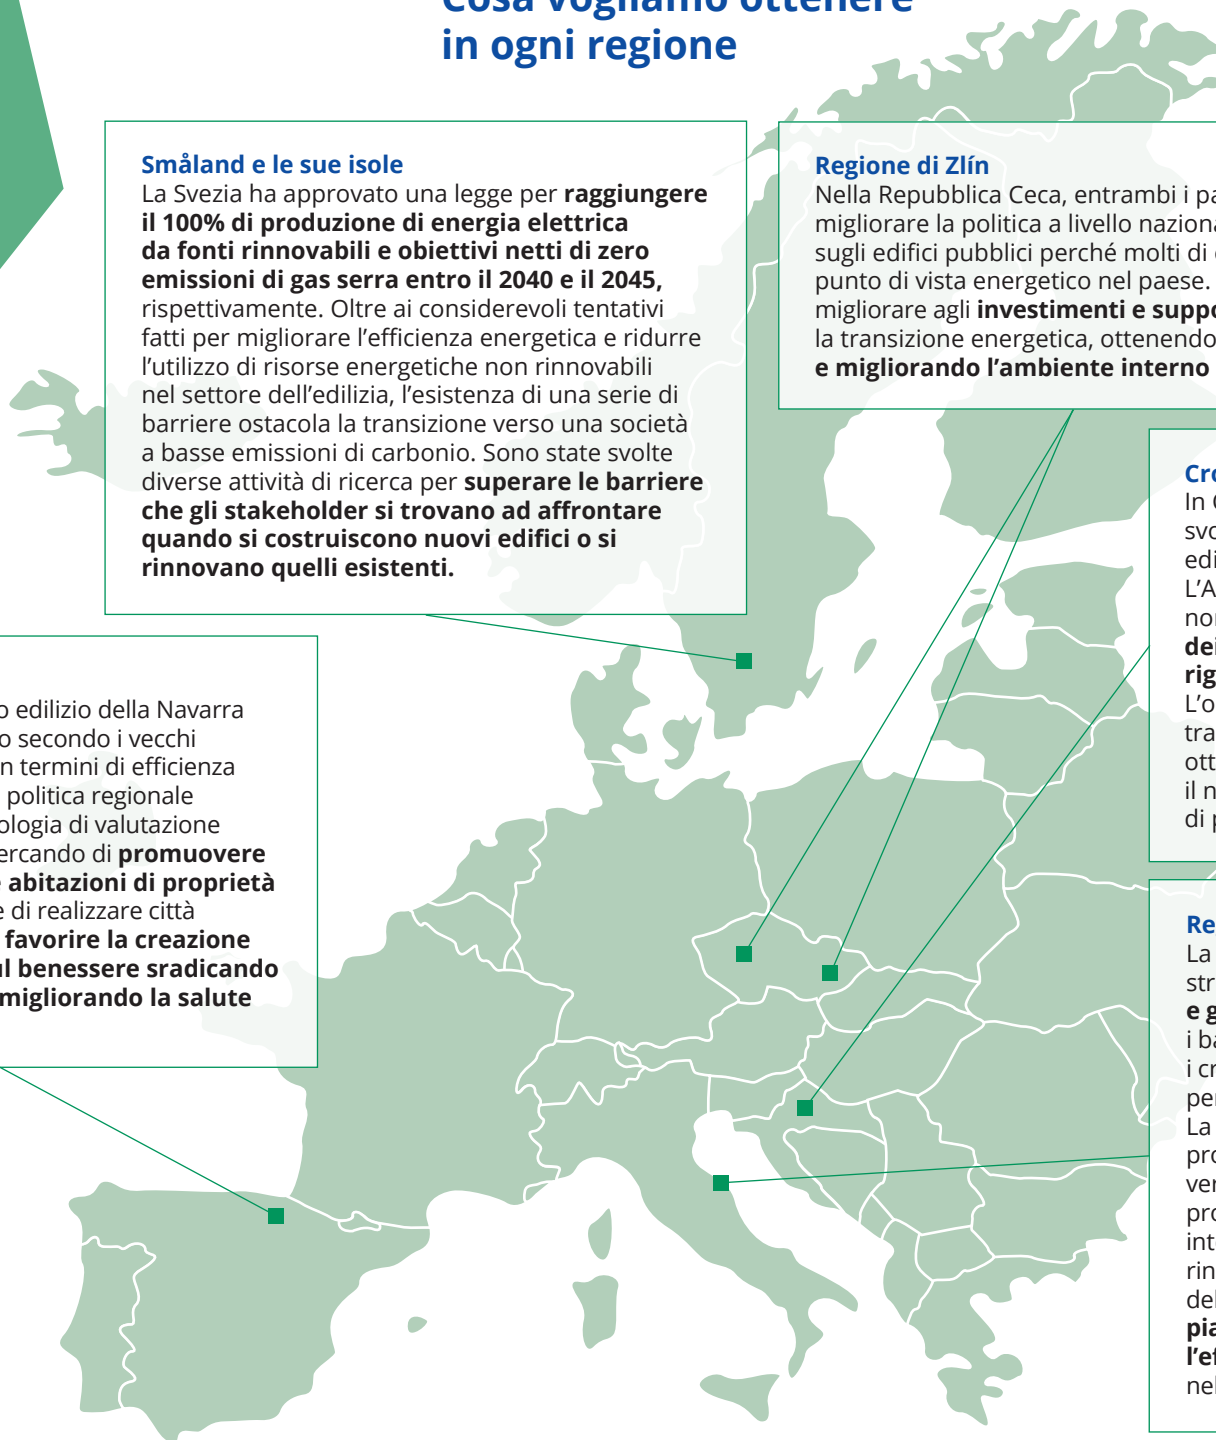 Cosa vogliamo ottenere
in ogni regione
Småland e le sue isole
La Svezia ha approvato una legge per raggiungere
il 100% di produzione di energia elettrica
da fonti rinnovabili e obiettivi netti di zero
emissioni di gas serra entro il 2040 e il 2045,
rispettivamente. Oltre ai considerevoli tentativi
fatti per migliorare l’efficienza energetica e ridurre
l’utilizzo di risorse energetiche non rinnovabili
nel settore dell’edilizia, l’esistenza di una serie di
barriere ostacola la transizione verso una società
a basse emissioni di carbonio. Sono state svolte
diverse attività di ricerca per superare le barriere
che gli stakeholder si trovano ad affrontare
quando si costruiscono nuovi edifici o si
rinnovano quelli esistenti.
Regione di Zlín
Nella Repubblica Ceca, entrambi i pa
migliorare la politica a livello naziona
sugli edifici pubblici perché molti di
punto di vista energetico nel paese.
migliorare agli investimenti e suppo
la transizione energetica, ottenendo
e migliorando l’ambiente interno
o edilizio della Navarra
o secondo i vecchi
n termini di efficienza
politica regionale
ologia di valutazione
ercando di promuovere
e abitazioni di proprietà
e di realizzare città
favorire la creazione
ul benessere sradicando
migliorando la salute
Cro
In
svo
edi
L’A
nor
dei
rig
L’o
tra
ott
il n
di p
Re
La
str
e g
i ba
i cr
per
La
pro
ver
pro
int
rin
del
pia
l’ef
nel